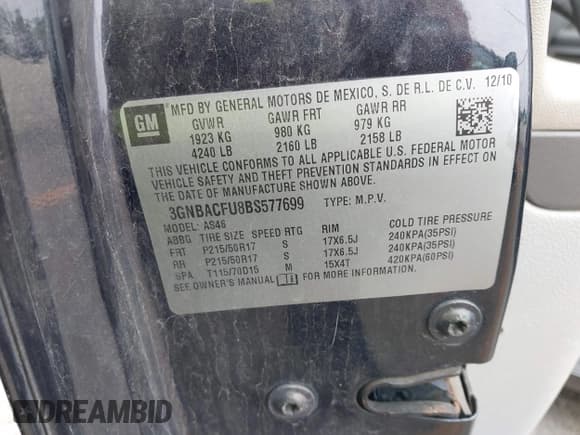 MFD BY GENERAL MOTORS DE MEXICO, S. DE R.L. DE C.V. 12/10
GM
GVWR GAWR FRT GAWR RR
1923 KG 980 KG 979 KG
4240 LB 2160 LB 2158 LB
THIS VEHICLE CONFORMS TO ALL APPLICABLE U.S. FEDERAL MOTOR
VEHICLE SAFETY AND THEFT PREVENTION STANDARDS IN EFFECT ON
THE DATE OF MANUFACTURE SHOWN ABOVE.
3GNBACFU8BS577699 TYPE: M.P.V.
MODEL: AS46
ABBG TIRE SIZE SPEED RTG RIM COLD TIRE PRESSURE
FRT P215/50R17 S 17X6.5J 240KPA(35PSI)
RR P215/50R17 S 17X6.5J 240KPA(35PSI)
SPA T115/70D15 M 15X4T 420KPA(60PSI)
SEE OWNER'S MANUAL FOR MORE INFORMATION.
DREAMBID